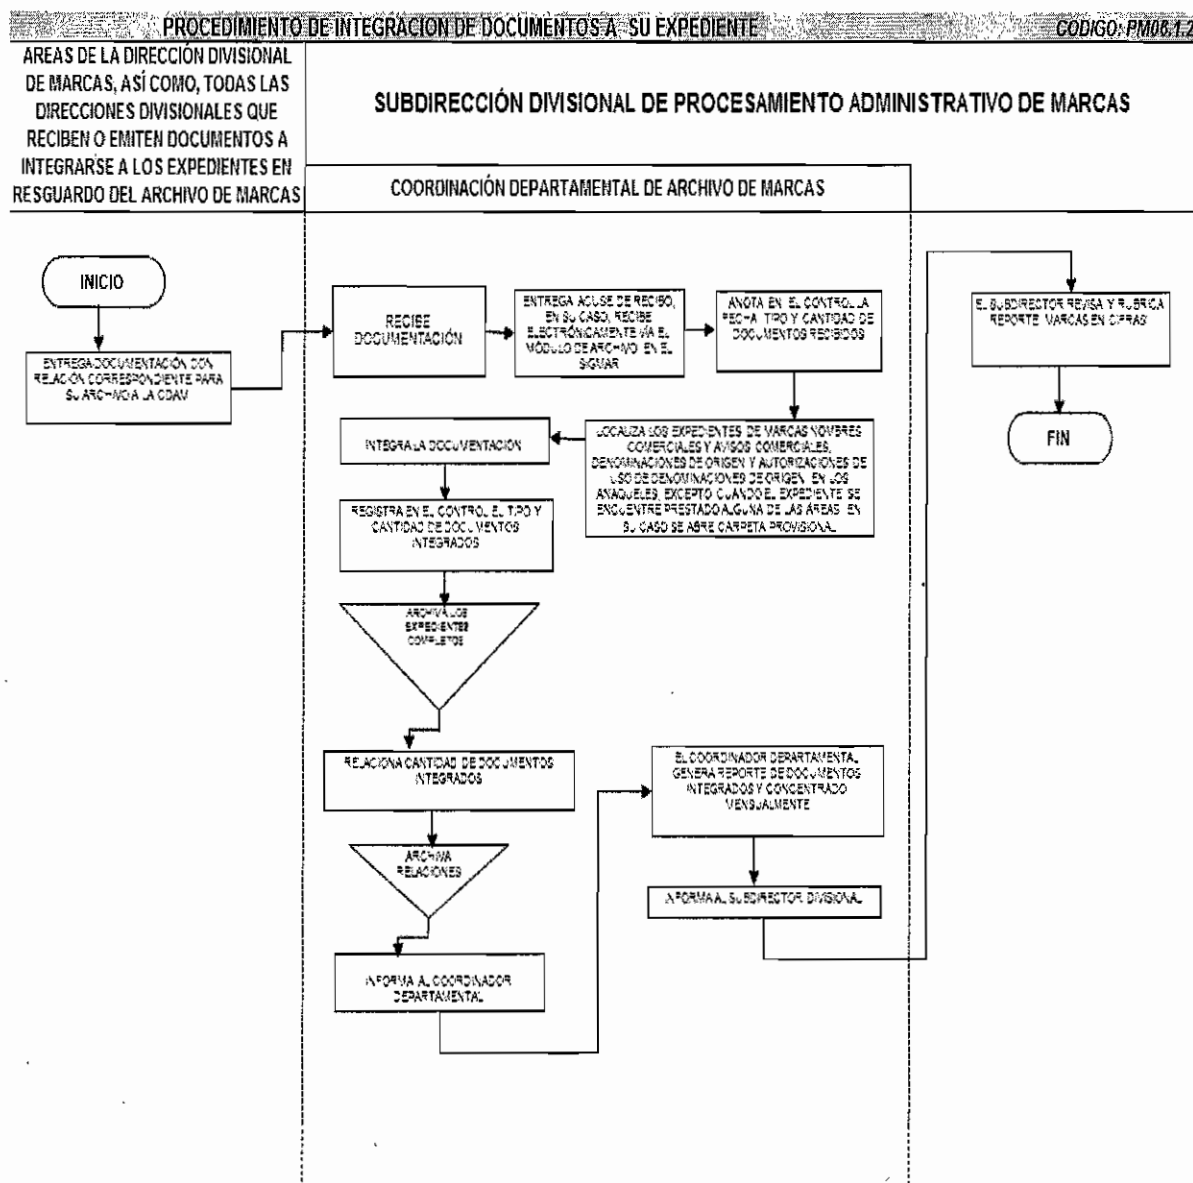 PROCEDIMIENTO DE INTEGRACION DE DOCUMENTOS A SU EXPEDIENTE
CODIGO: PM06.1.2
AREAS DE LA DIRECCIÓN DIVISIONAL
DE MARCAS, ASÍ COMO, TODAS LAS
DIRECCIONES DIVISIONALES QUE
RECIBEN O EMITEN DOCUMENTOS A
INTEGRARSE A LOS EXPEDIENTES EN
RESGUARDO DEL ARCHIVO DE MARCAS
SUBDIRECCIÓN DIVISIONAL DE PROCESAMIENTO ADMINISTRATIVO DE MARCAS
COORDINACIÓN DEPARTAMENTAL DE ARCHIVO DE MARCAS
INICIO
ENTREGA DOCUMENTACIÓN CON
RELACIÓN CORRESPONDIENTE PARA
SU ARCHIVO A LA CDAM
RECIBE
DOCUMENTACIÓN
ENTREGA ACUSE DE RECIBO,
EN SU CASO, RECIBE
ELECTRÓNICAMENTE VÍA EL
MÓDULO DE ARCHIVO EN EL
SIGMAR
ANOTA EN EL CONTROL LA
FECHA, TIPO Y CANTIDAD DE
DOCUMENTOS RECIBIDOS
LOCALIZA LOS EXPEDIENTES DE MARCAS NOMBRES
COMERCIALES Y AVISOS COMERCIALES,
DENOMINACIONES DE ORIGEN Y AUTORIZACIONES DE
USO DE DENOMINACIONES DE ORIGEN EN LOS
ANAQUELES, EXCEPTO CUANDO EL EXPEDIENTE SE
ENCUENTRE PRESTADO ALGUNA DE LAS ÁREAS EN
SU CASO SE ABRE CARPETA PROVISIONAL
INTEGRA LA DOCUMENTACIÓN
REGISTRA EN EL CONTROL EL TIPO Y
CANTIDAD DE DOCUMENTOS
INTEGRADOS
ARCHIVA LOS
EXPEDIENTES
COMPLETOS
RELACIONA CANTIDAD DE DOCUMENTOS
INTEGRADOS
ARCHIVA
RELACIONES
INFORMA AL COORDINADOR
DEPARTAMENTAL
EL COORDINADOR DEPARTAMENTAL
GENERA REPORTE DE DOCUMENTOS
INTEGRADOS Y CONCENTRADO
MENSUALMENTE
INFORMA AL SUBDIRECTOR DIVISIONAL
EL SUBDIRECTOR REVISA Y RUBRICA
REPORTE MARCAS EN CIFRAS
FIN